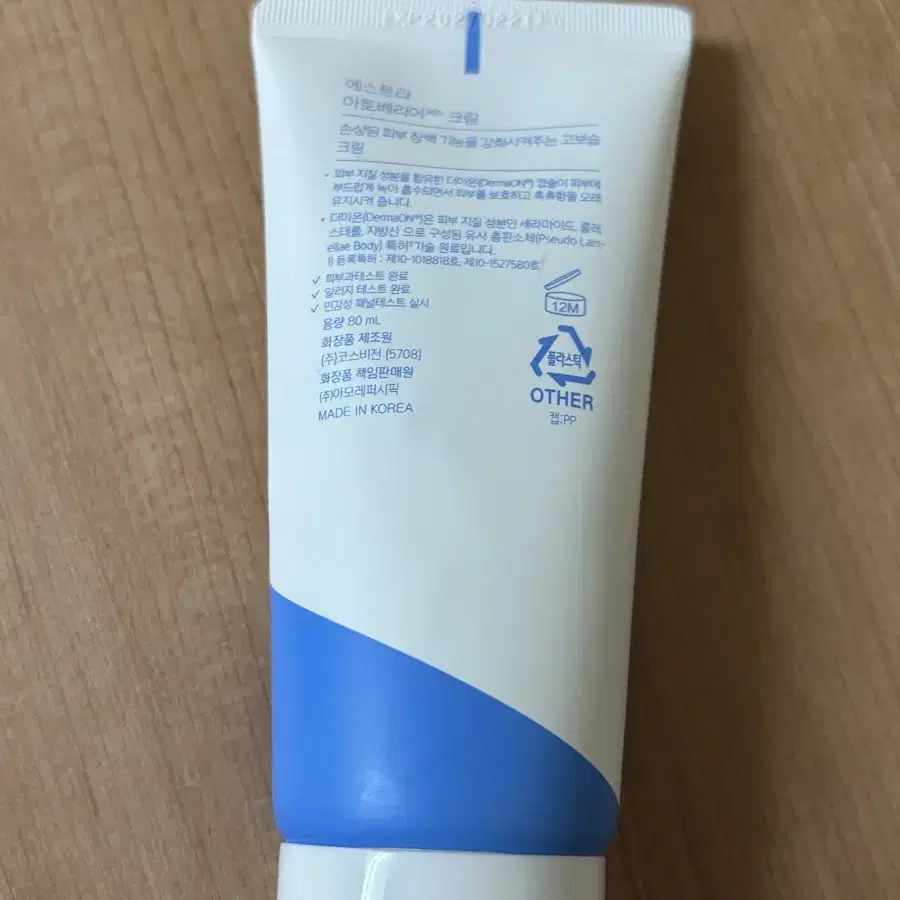 에스트라
아토베리어³⁶⁵ 크림
손상된 피부 장벽 기능을 강화시켜주는 고보습
크림
• 피부 지질 성분을 함유한 더마온(DermaON®) 캡슐이 피부에
부드럽게 녹아 흡수되면서 피부를 보호하고 촉촉함을 오래
유지시켜 줍니다.
• 더마온(DermaON®)은 피부 지질 성분인 세라마이드, 콜레
스테롤, 지방산 으로 구성된 유사 층판소체(Pseudo Lam-
ellae Body) 특허¹⁾기술 원료입니다.
1) 등록특허 : 제10-1018818호, 제10-1527580호
✓ 피부과테스트 완료
✓ 알러지 테스트 완료
✓ 민감성 패널테스트 실시
용량 80 mL
화장품 제조원
(주)코스비전 (5708)
화장품 책임판매원
(주)아모레퍼시픽
MADE IN KOREA
12M
플라스틱
OTHER
캡:PP